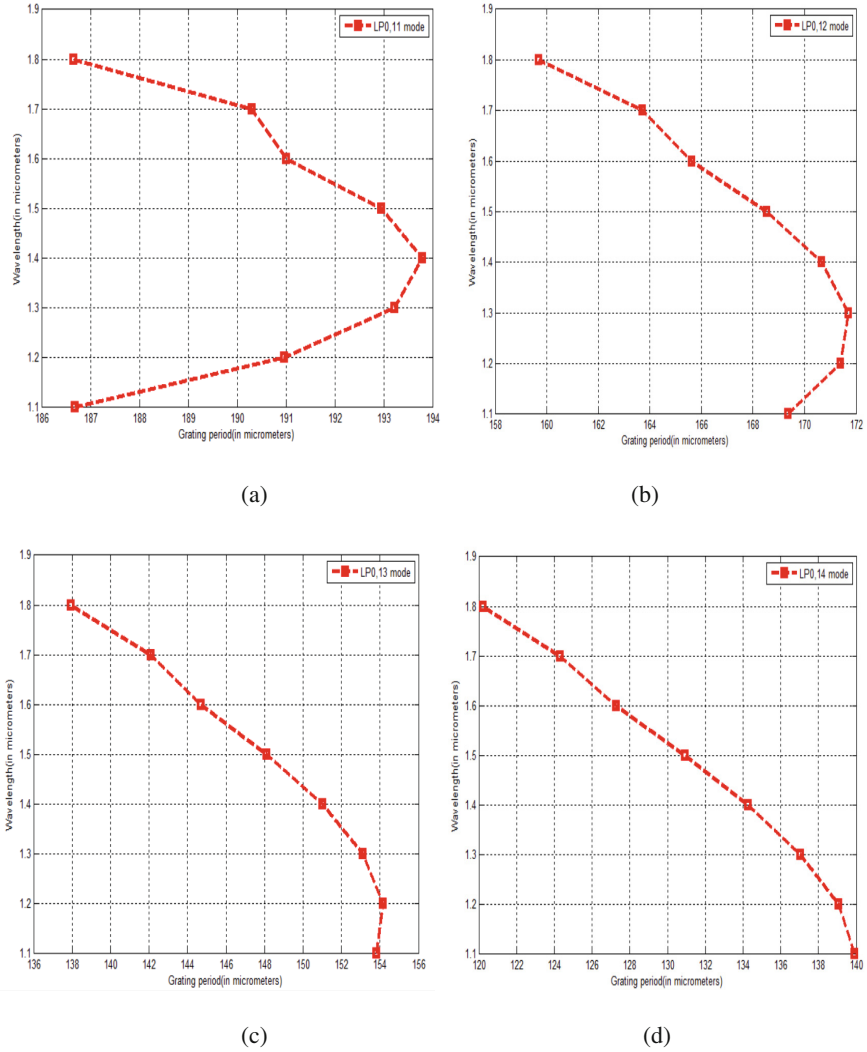 LP0,11 mode
Wavelength(in micrometers)
1.9
1.8
1.7
1.6
1.5
1.4
1.3
1.2
1.1
186 187 188 189 190 191 192 193 194
Grating period(in micrometers)
(a)
LP0,12 mode
Wavelength(in micrometers)
1.9
1.8
1.7
1.6
1.5
1.4
1.3
1.2
1.1
158 160 162 164 166 168 170 172
Grating period(in micrometers)
(b)
LP0,13 mode
Wavelength(in micrometers)
1.9
1.8
1.7
1.6
1.5
1.4
1.3
1.2
1.1
136 138 140 142 144 146 148 150 152 154 156
Grating period(in micrometers)
(c)
LP0,14 mode
Wavelength(in micrometers)
1.9
1.8
1.7
1.6
1.5
1.4
1.3
1.2
1.1
120 122 124 126 128 130 132 134 136 138 140
Grating period(in micrometers)
(d)